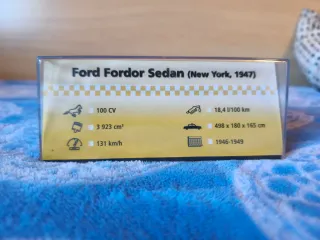 Ford Fordor Sedan (New York, 1947)
100 CV 18,4 l/100 km
3 923 cm³ 498 x 180 x 165 cm
131 km/h 1946-1949